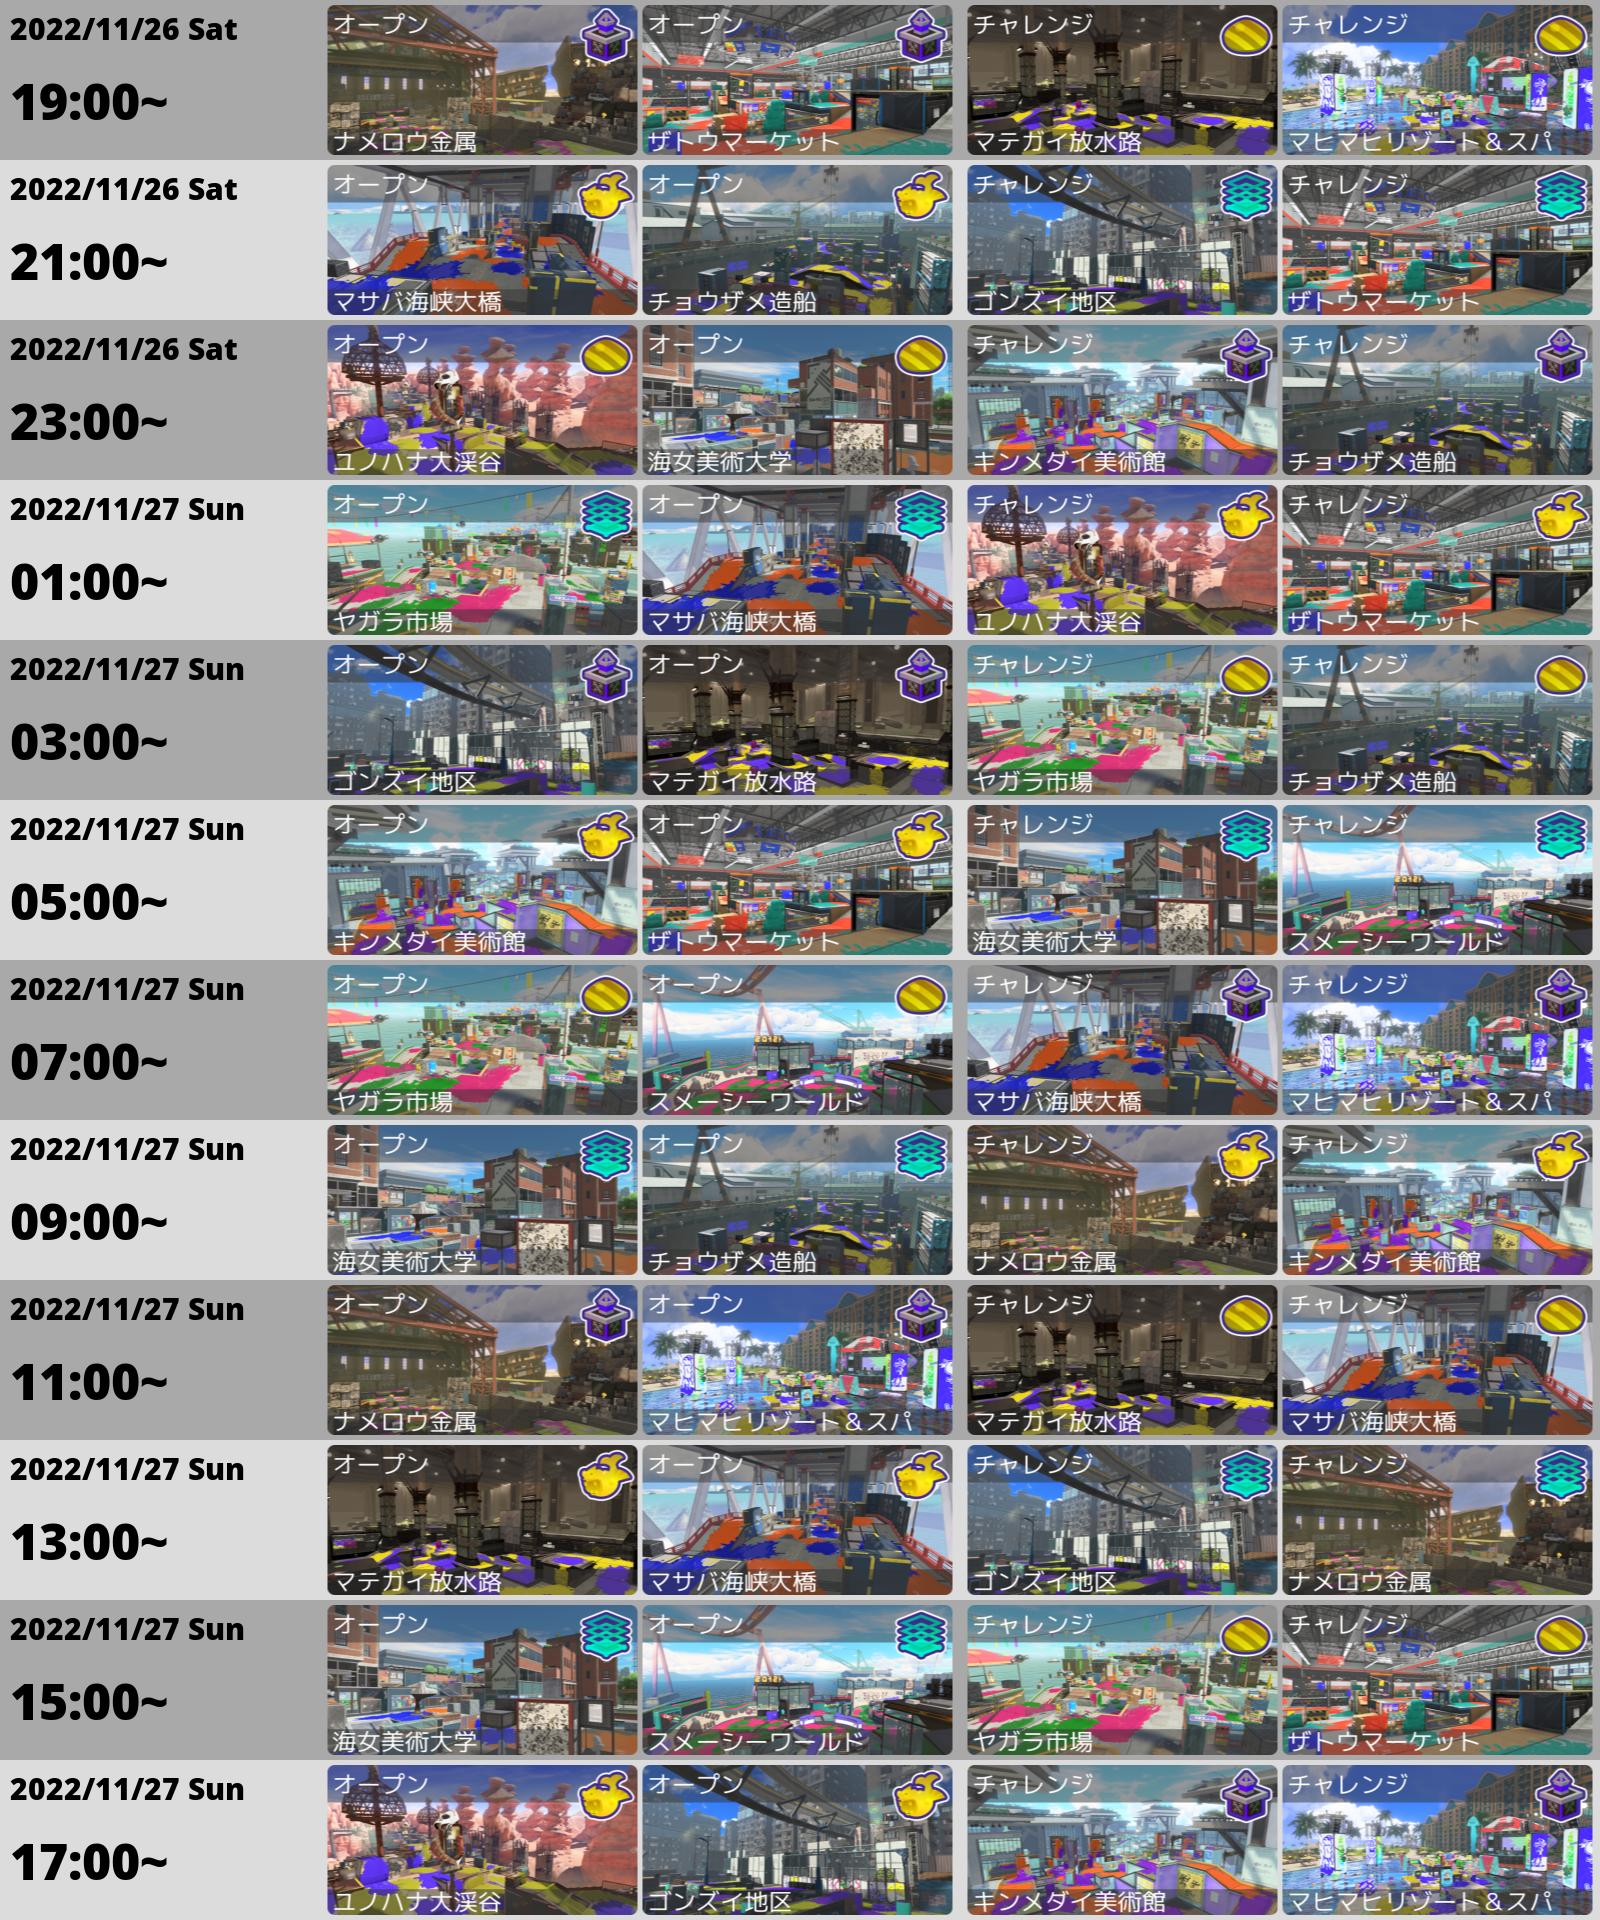 2022/11/26 Sat
19:00~
オープン
ナメロウ金属
オープン
ザトウマーケット
チャレンジ
マテガイ放水路
チャレンジ
マヒマヒリゾート＆スパ
2022/11/26 Sat
21:00~
オープン
マサバ海峡大橋
オープン
チョウザメ造船
チャレンジ
ゴンズイ地区
チャレンジ
ザトウマーケット
2022/11/26 Sat
23:00~
オープン
ユノハナ大渓谷
オープン
海女美術大学
チャレンジ
キンメダイ美術館
チャレンジ
チョウザメ造船
2022/11/27 Sun
01:00~
オープン
ヤガラ市場
オープン
マサバ海峡大橋
チャレンジ
ユノハナ大渓谷
チャレンジ
ザトウマーケット
2022/11/27 Sun
03:00~
オープン
ゴンズイ地区
オープン
マテガイ放水路
チャレンジ
ヤガラ市場
チャレンジ
チョウザメ造船
2022/11/27 Sun
05:00~
オープン
キンメダイ美術館
オープン
ザトウマーケット
チャレンジ
海女美術大学
チャレンジ
スメーシーワールド
2022/11/27 Sun
07:00~
オープン
ヤガラ市場
オープン
スメーシーワールド
チャレンジ
マサバ海峡大橋
チャレンジ
マヒマヒリゾート＆スパ
2022/11/27 Sun
09:00~
オープン
海女美術大学
オープン
チョウザメ造船
チャレンジ
ナメロウ金属
チャレンジ
キンメダイ美術館
2022/11/27 Sun
11:00~
オープン
ナメロウ金属
オープン
マヒマヒリゾート＆スパ
チャレンジ
マテガイ放水路
チャレンジ
マサバ海峡大橋
2022/11/27 Sun
13:00~
オープン
マテガイ放水路
オープン
マサバ海峡大橋
チャレンジ
ゴンズイ地区
チャレンジ
ナメロウ金属
2022/11/27 Sun
15:00~
オープン
海女美術大学
オープン
スメーシーワールド
チャレンジ
ヤガラ市場
チャレンジ
ザトウマーケット
2022/11/27 Sun
17:00~
オープン
ユノハナ大渓谷
オープン
ゴンズイ地区
チャレンジ
キンメダイ美術館
チャレンジ
マヒマヒリゾート＆スパ